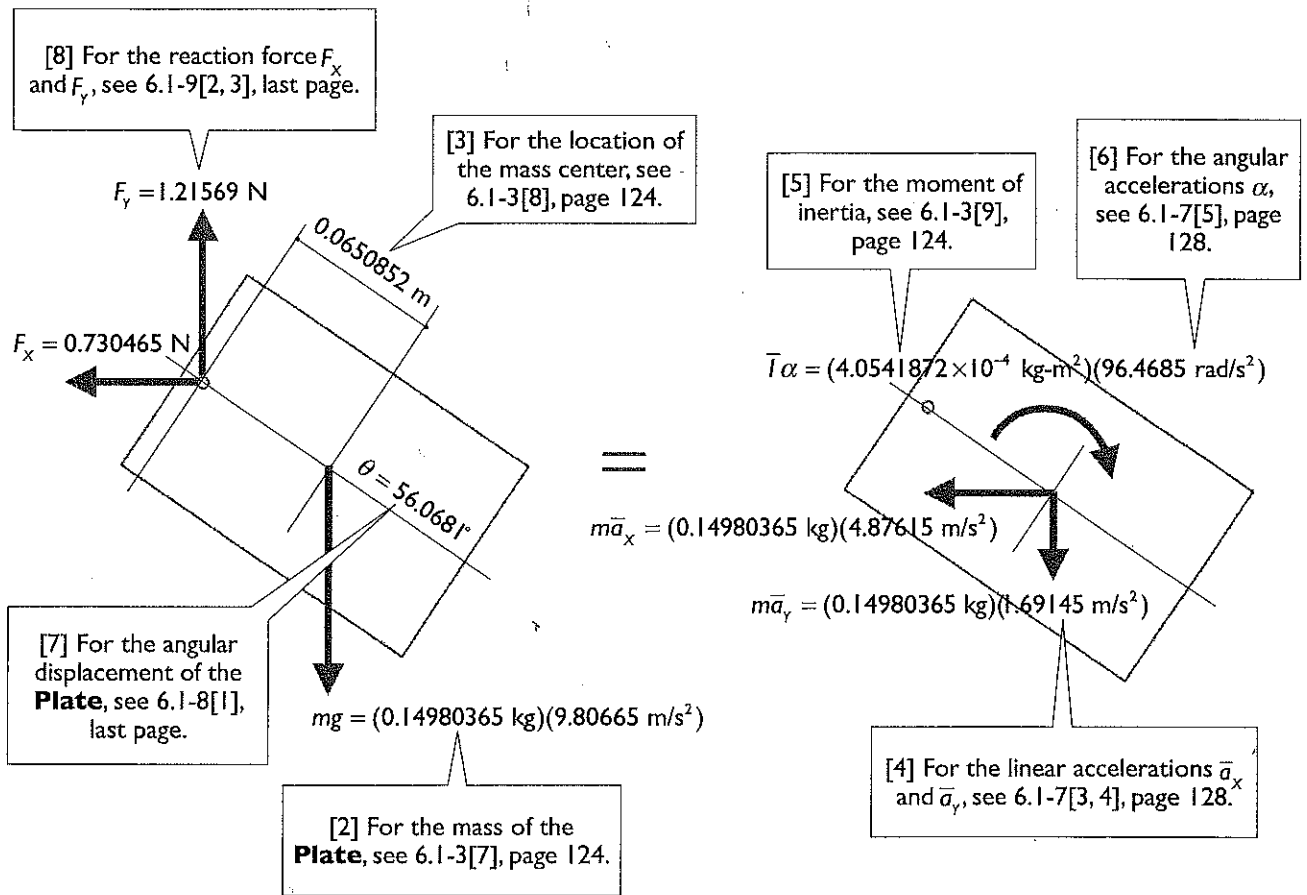 [8] For the reaction force F_X
and F_Y, see 6.1-9[2, 3], last page.
F_Y = 1.21569 N
F_X = 0.730465 N
[3] For the location of
the mass center, see
6.1-3[8], page 124.
0.0650852 m
θ = 56.0681°
[7] For the angular
displacement of the
Plate, see 6.1-8[1],
last page.
mg = (0.14980365 kg)(9.80665 m/s²)
[2] For the mass of the
Plate, see 6.1-3[7], page 124.
=
[5] For the moment of
inertia, see 6.1-3[9],
page 124.
[6] For the angular
accelerations α,
see 6.1-7[5], page
128.
I̅α = (4.0541872×10⁻⁴ kg-m²)(96.4685 rad/s²)
ma̅_X = (0.14980365 kg)(4.87615 m/s²)
ma̅_Y = (0.14980365 kg)(1.69145 m/s²)
[4] For the linear accelerations a̅_X
and a̅_Y, see 6.1-7[3, 4], page 128.